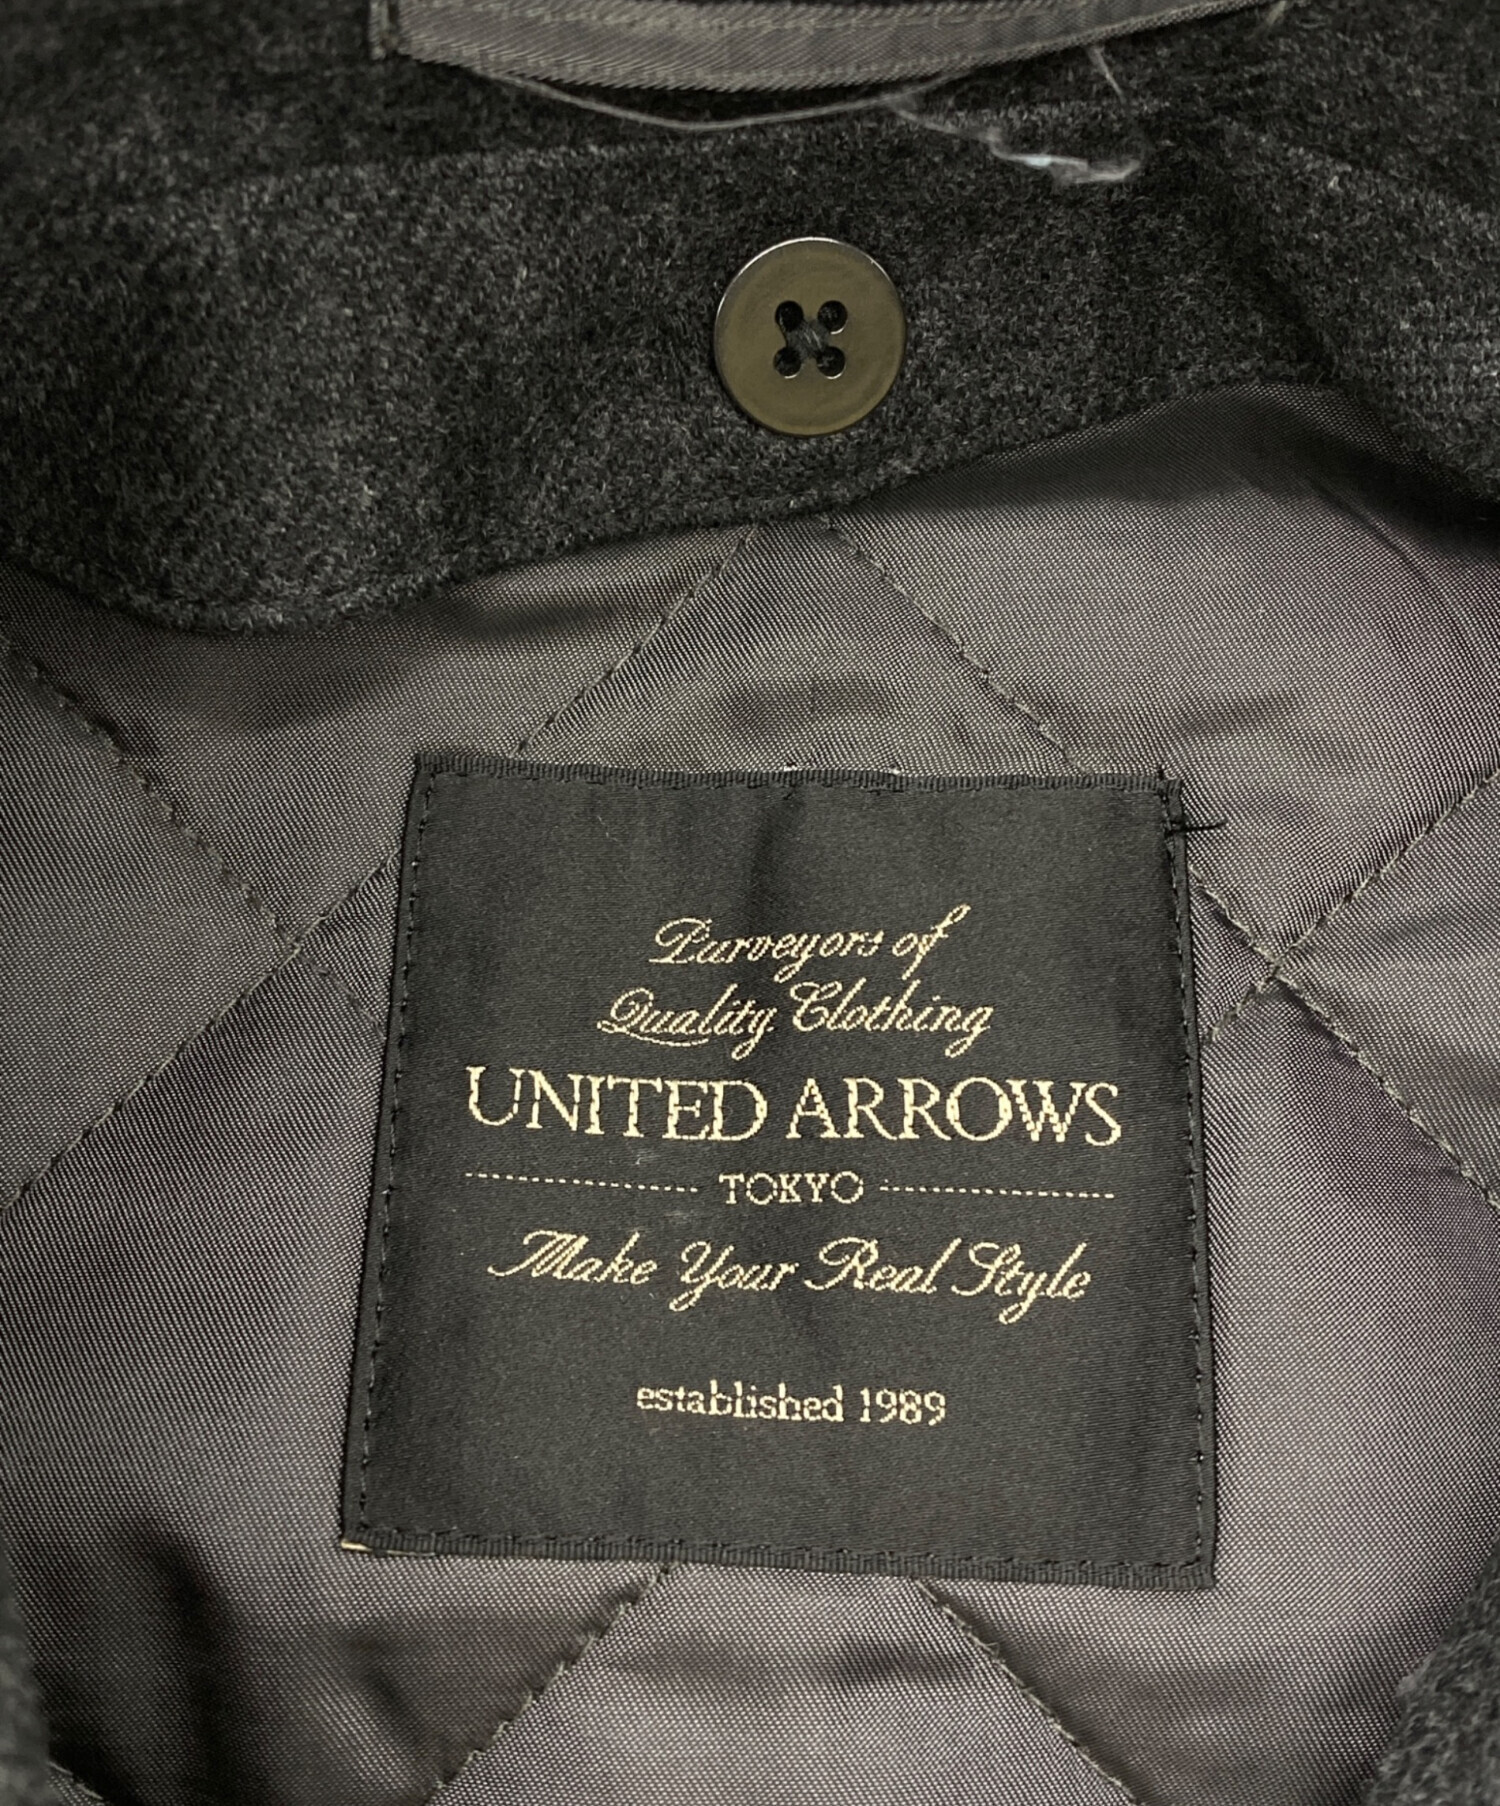 Purveyors of
Quality Clothing
UNITED ARROWS
TOKYO
Make Your Real Style
established 1989